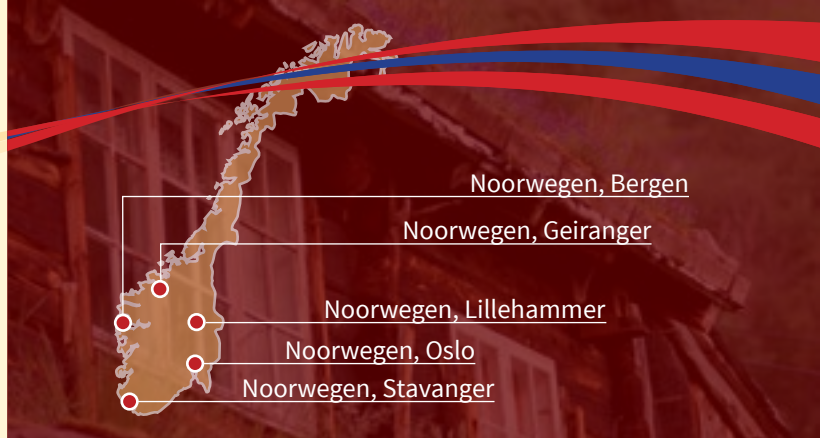 Noorwegen, Bergen
Noorwegen, Geiranger
Noorwegen, Lillehammer
Noorwegen, Oslo
Noorwegen, Stavanger